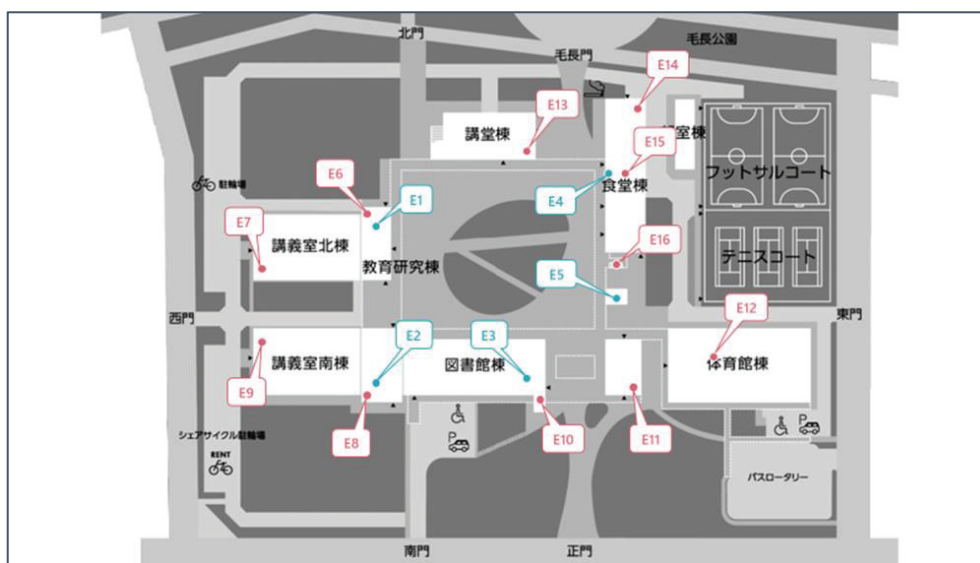 北門
毛長公園
毛長門
E14
E13
講堂棟
室棟
E15
E6
食堂棟
フットサルコート
駐輪場
E1
E4
E7
講義室北棟
教育研究棟
E16
テニスコート
E5
西門
東門
E12
E2
E3
講義室南棟
図書館棟
体育館棟
E9
E8
E10
E11
シェアサイクル駐輪場
RENT
P
P
バスロータリー
南門
正門